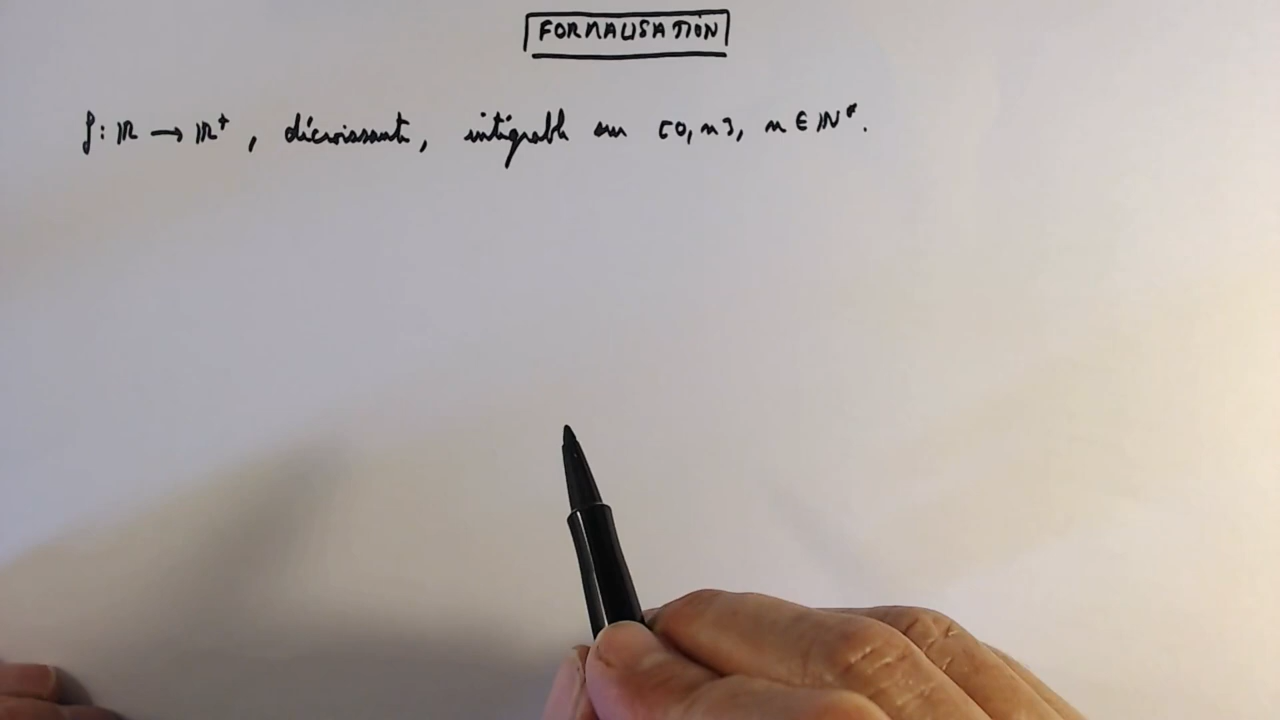 FORMALISATION
f: ℝ → ℝ⁺, décroissante, intégrable sur [0,n], n ∈ ℕ*.